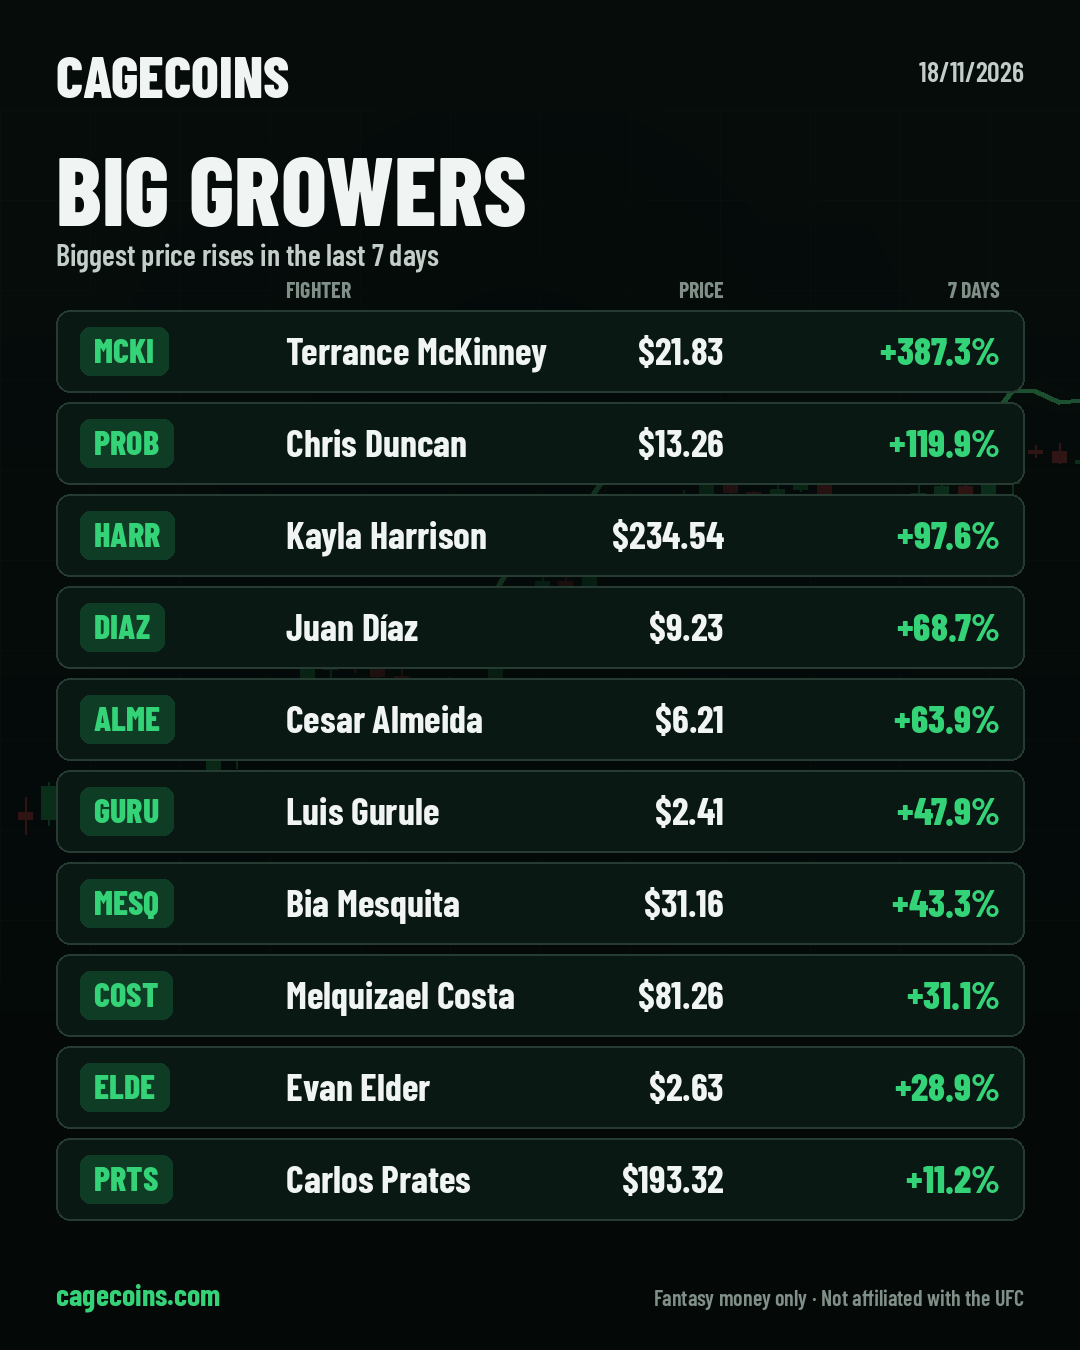 CAGECOINS 18/11/2026
BIG GROWERS
Biggest price rises in the last 7 days
FIGHTER PRICE 7 DAYS
MCKI Terrance McKinney $21.83 +387.3%
PROB Chris Duncan $13.26 +119.9%
HARR Kayla Harrison $234.54 +97.6%
DIAZ Juan Díaz $9.23 +68.7%
ALME Cesar Almeida $6.21 +63.9%
GURU Luis Gurule $2.41 +47.9%
MESQ Bia Mesquita $31.16 +43.3%
COST Melquizael Costa $81.26 +31.1%
ELDE Evan Elder $2.63 +28.9%
PRTS Carlos Prates $193.32 +11.2%
cagecoins.com Fantasy money only · Not affiliated with the UFC